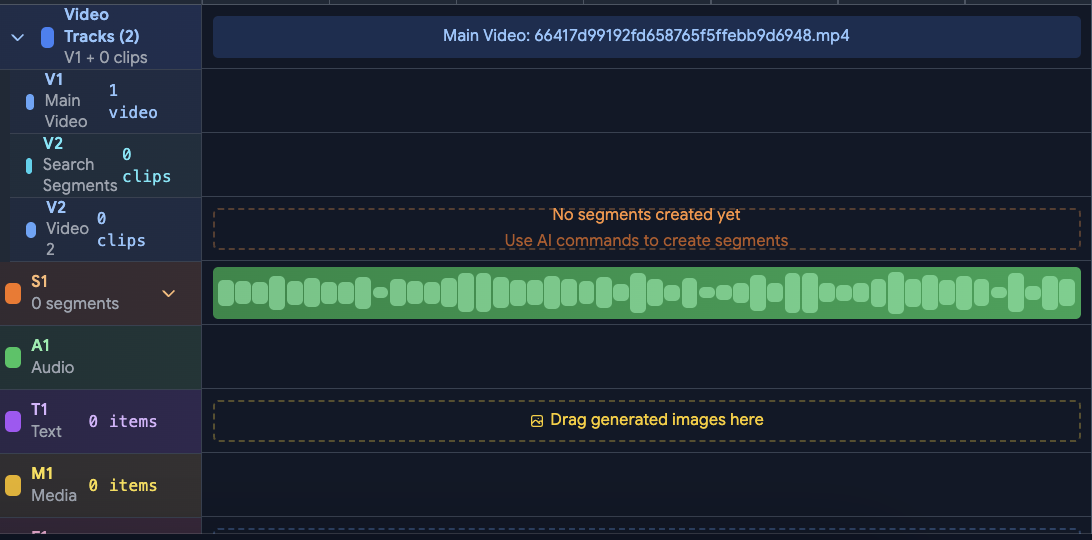 Video
Tracks (2)
V1 + 0 clips
Main Video: 66417d99192fd658765f5ffebb9d6948.mp4
V1
Main
Video
1
video
V2
Search
Segments
0
clips
V2
Video
2
0
clips
No segments created yet
Use AI commands to create segments
S1
0 segments
A1
Audio
T1
Text
0 items
Drag generated images here
M1
Media
0 items